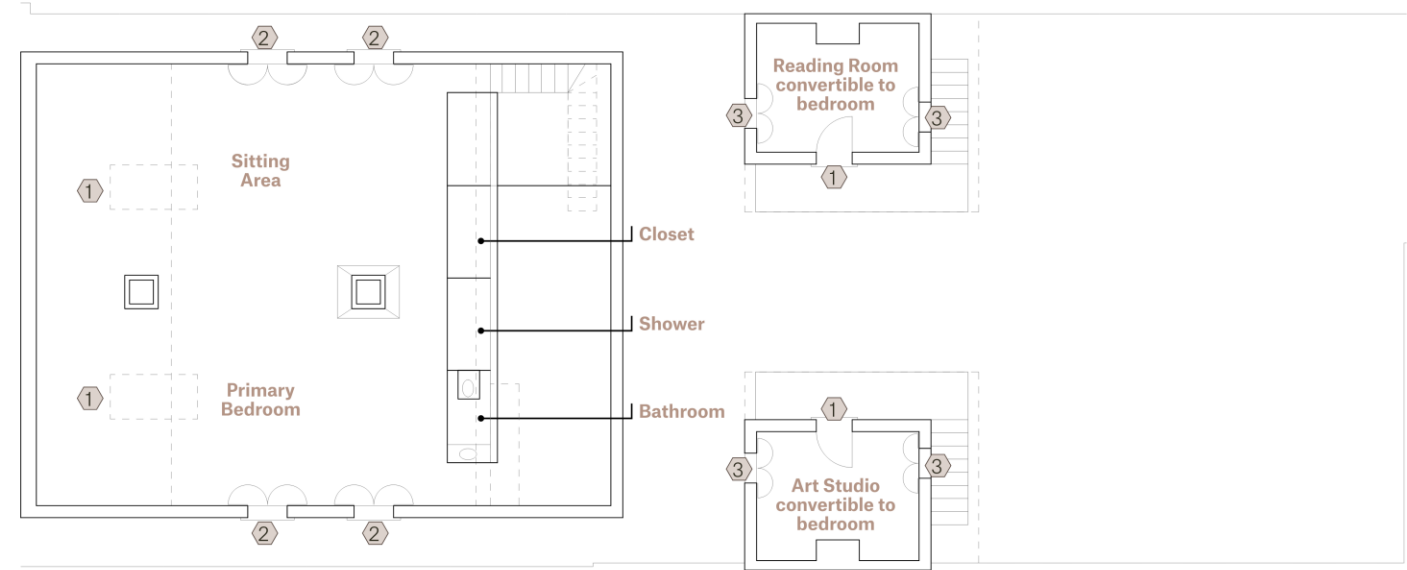 2
2
Reading Room
convertible to
bedroom
3
3
Sitting
Area
1
1
Closet
Shower
Primary
Bedroom
1
1
Bathroom
3
3
Art Studio
convertible to
bedroom
2
2